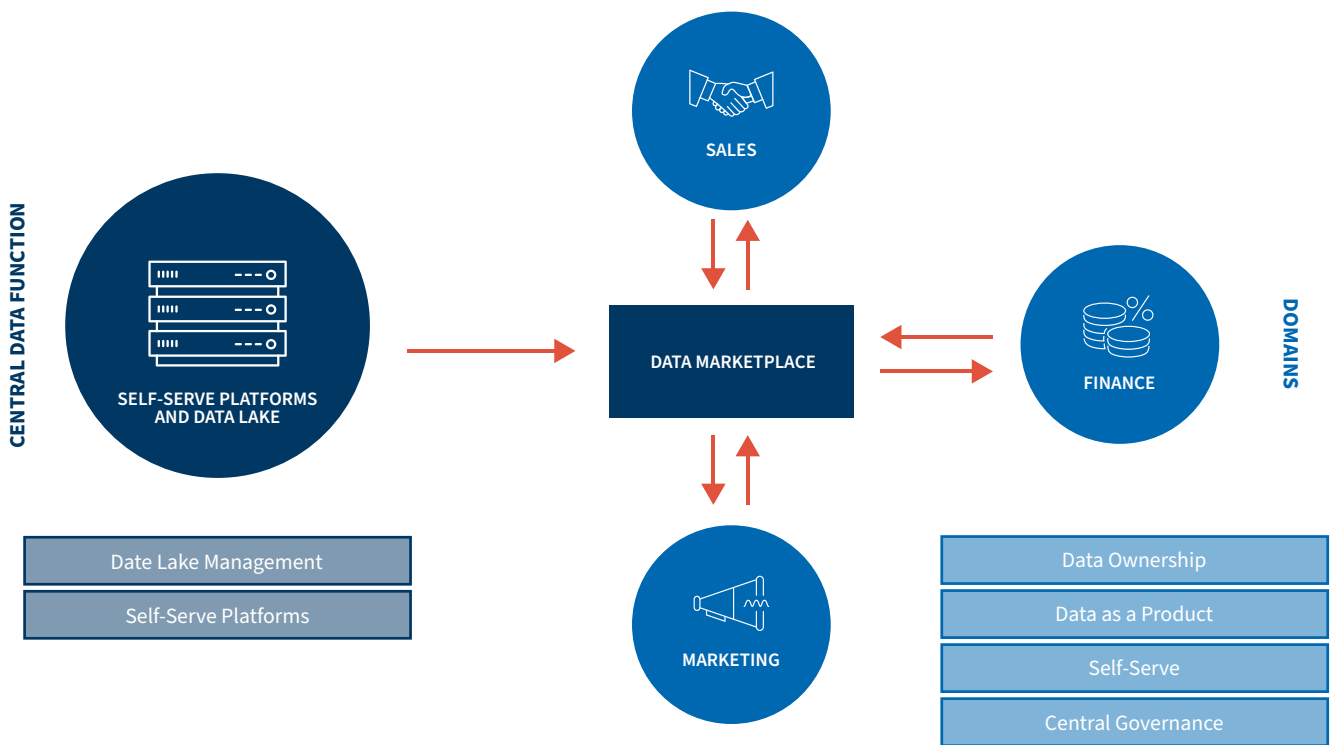 SALES
CENTRAL DATA FUNCTION
SELF-SERVE PLATFORMS
AND DATA LAKE
DATA MARKETPLACE
FINANCE
DOMAINS
MARKETING
Date Lake Management
Self-Serve Platforms
Data Ownership
Data as a Product
Self-Serve
Central Governance